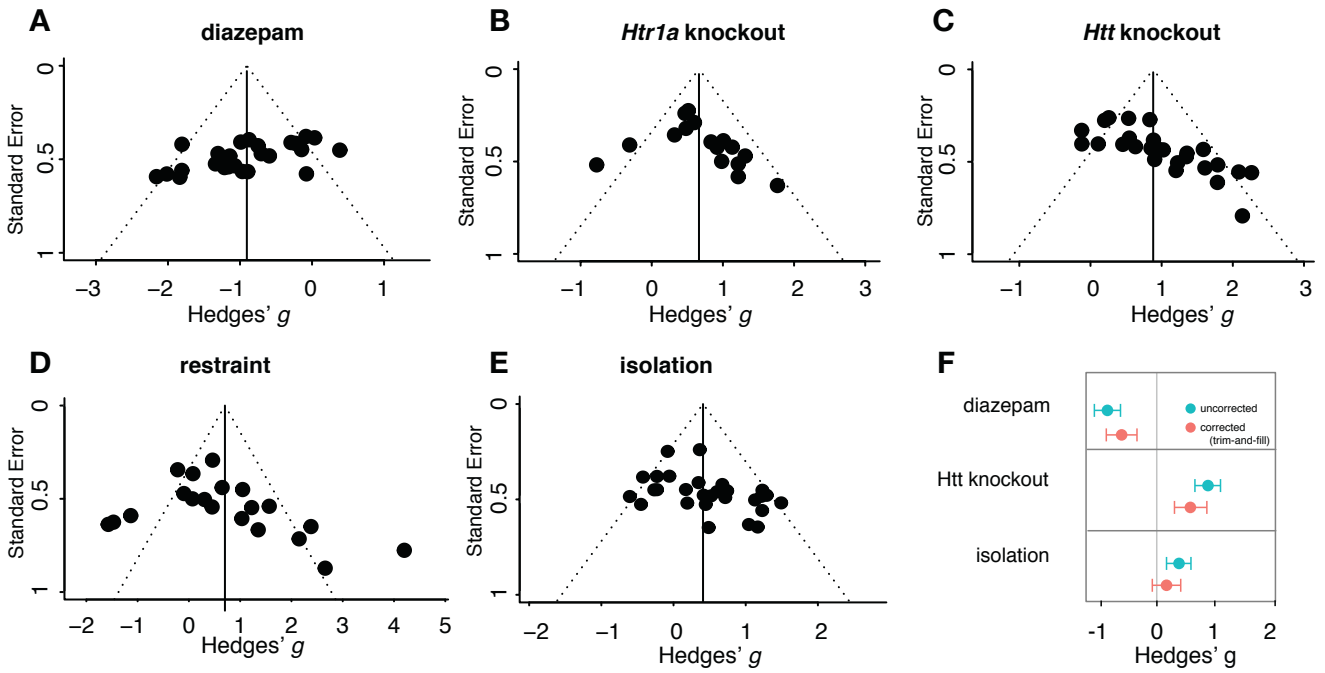 A
diazepam
0
0.5
1
Standard Error
−3
−2
−1
0
1
Hedges’ g
B
Htr1a knockout
0
0.5
1
Standard Error
−1
0
1
2
3
Hedges’ g
C
Htt knockout
0
0.5
1
Standard Error
−1
0
1
2
3
Hedges’ g
D
restraint
0
0.5
1
Standard Error
−2
−1
0
1
2
3
4
5
Hedges’ g
E
isolation
0
0.5
1
Standard Error
−1
0
1
2
Hedges’ g
F
diazepam
Htt knockout
isolation
uncorrected
corrected
(trim-and-fill)
-1
0
1
2
Hedges’ g